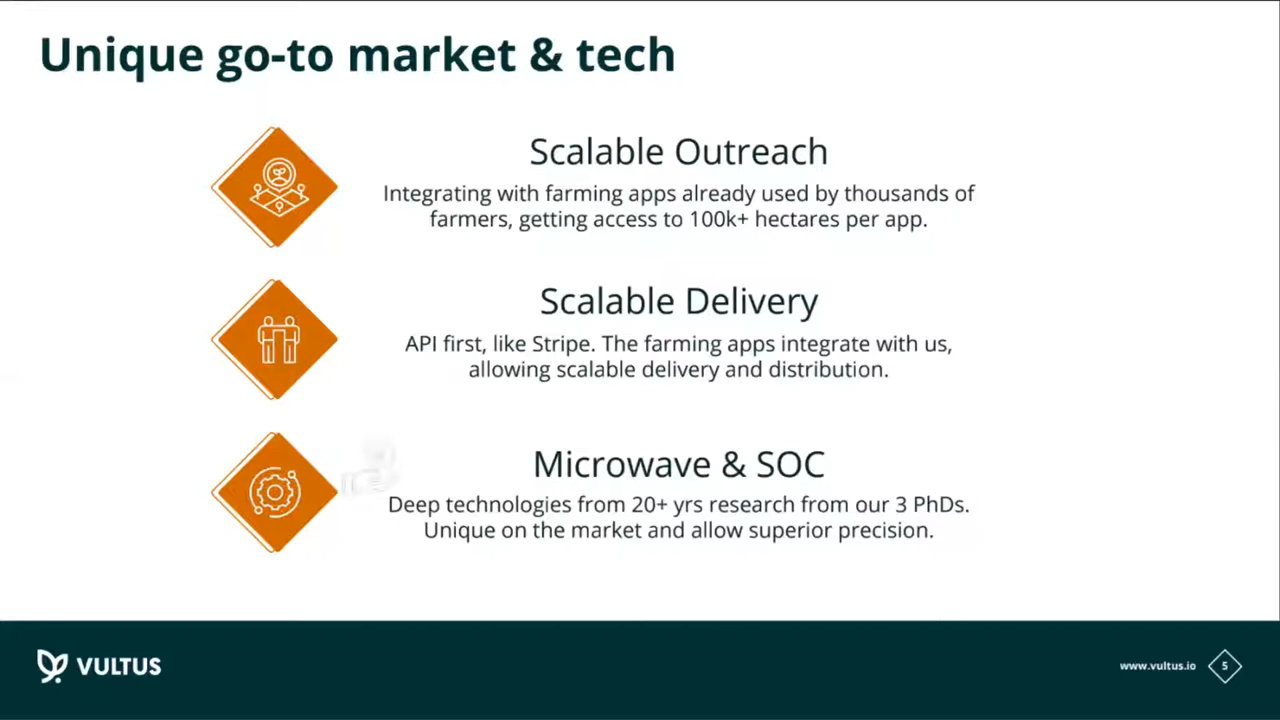 Unique go-to market & tech
Scalable Outreach
Integrating with farming apps already used by thousands of
farmers, getting access to 100k+ hectares per app.
Scalable Delivery
API first, like Stripe. The farming apps integrate with us,
allowing scalable delivery and distribution.
Microwave & SOC
Deep technologies from 20+ yrs research from our 3 PhDs.
Unique on the market and allow superior precision.
VULTUS
www.vultus.io
5